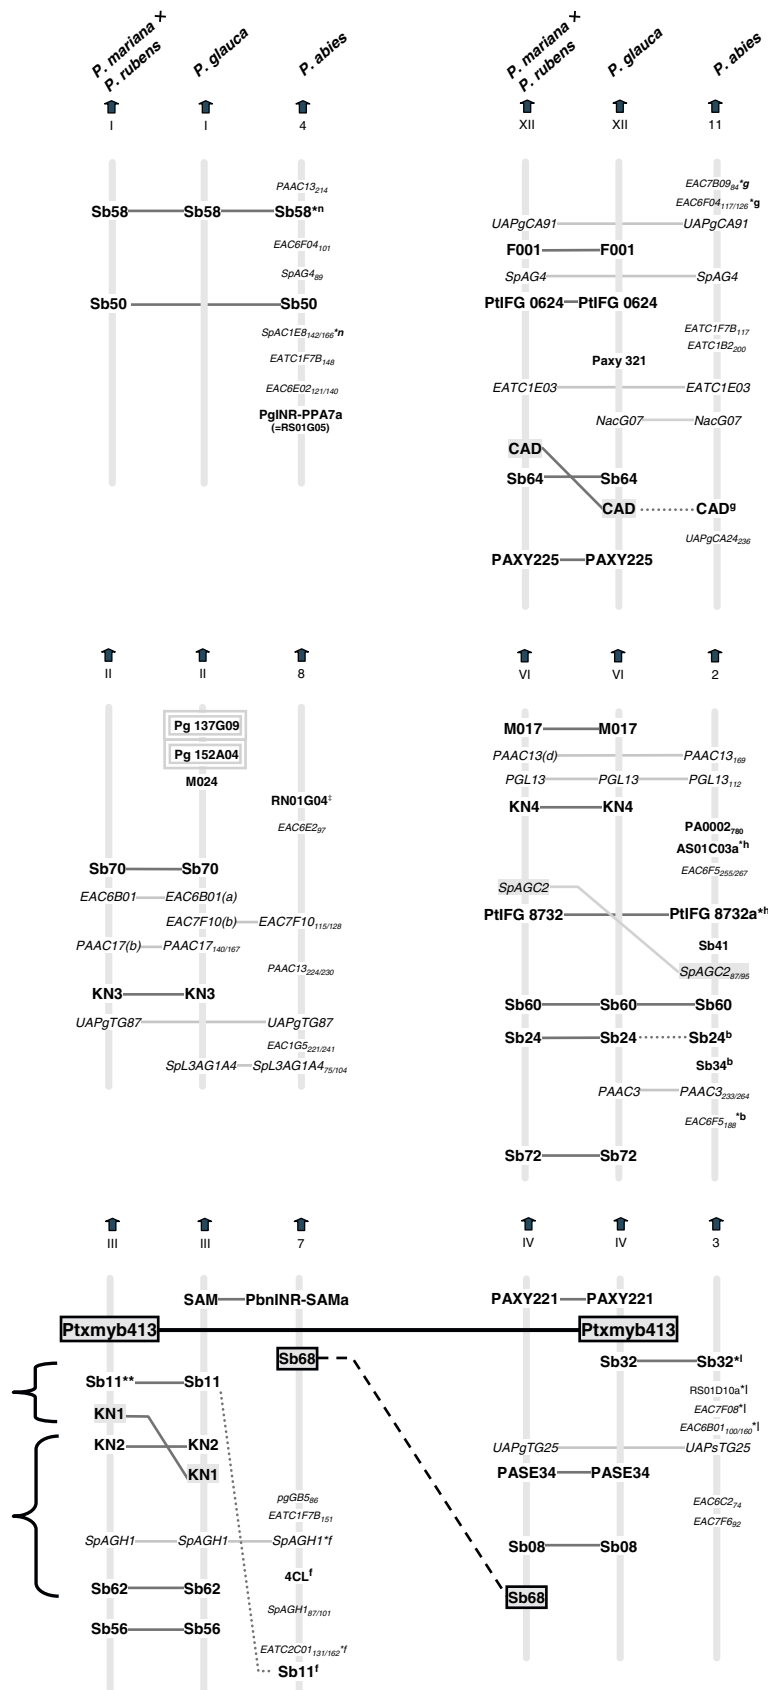 P. mariana +
P. rubens
P. glauca
P. abies
I
I
4
PAAC13214
Sb58
Sb58
Sb58*n
EAC6F04101
SpAG489
Sb50
Sb50
SpAC1E8142/166*n
EATC1F7B148
EAC6E02121/140
PgINR-PPA7a
(=RS01G05)
P. mariana +
P. rubens
P. glauca
P. abies
XII
XII
11
EAC7B0984*g
EAC6F04117/126*g
UAPgCA91
UAPgCA91
F001
F001
SpAG4
SpAG4
PtIFG 0624
PtIFG 0624
EATC1F7B117
EATC1B2200
Paxy 321
EATC1E03
EATC1E03
NacG07
NacG07
CAD
Sb64
Sb64
CAD
CADg
UAPgCA24236
PAXY225
PAXY225
II
II
8
Pg 137G09
Pg 152A04
M024
RN01G04‡
EAC6E297
Sb70
Sb70
EAC6B01
EAC6B01(a)
EAC7F10(b)
EAC7F10115/128
PAAC17(b)
PAAC17140/167
PAAC13224/230
KN3
KN3
UAPgTG87
UAPgTG87
EAC1G5221/241
SpL3AG1A4
SpL3AG1A475/104
VI
VI
2
M017
M017
PAAC13(d)
PAAC13169
PGL13
PGL13
PGL13112
KN4
KN4
PA0002780
AS01C03a*h
EAC6F5255/267
SpAGC2
PtIFG 8732
PtIFG 8732a*h
Sb41
SpAGC287/95
Sb60
Sb60
Sb60
Sb24
Sb24
Sb24b
Sb34b
PAAC3
PAAC3233/264
EAC6F5188*b
Sb72
Sb72
III
III
7
SAM
PbnINR-SAMa
Ptxmyb413
Sb68
Sb11**
Sb11
KN1
KN2
KN2
KN1
pgGB586
EATC1F7B151
SpAGH1
SpAGH1
SpAGH1*f
4CLf
Sb62
Sb62
SpAGH187/101
Sb56
Sb56
EATC2C01131/162*f
Sb11f
IV
IV
3
PAXY221
PAXY221
Ptxmyb413
Sb32
Sb32*l
RS01D10a*l
EAC7F08*l
EAC6B01100/160*l
UAPgTG25
UAPsTG25
PASE34
PASE34
EAC6C274
EAC7F692
Sb08
Sb08
Sb68